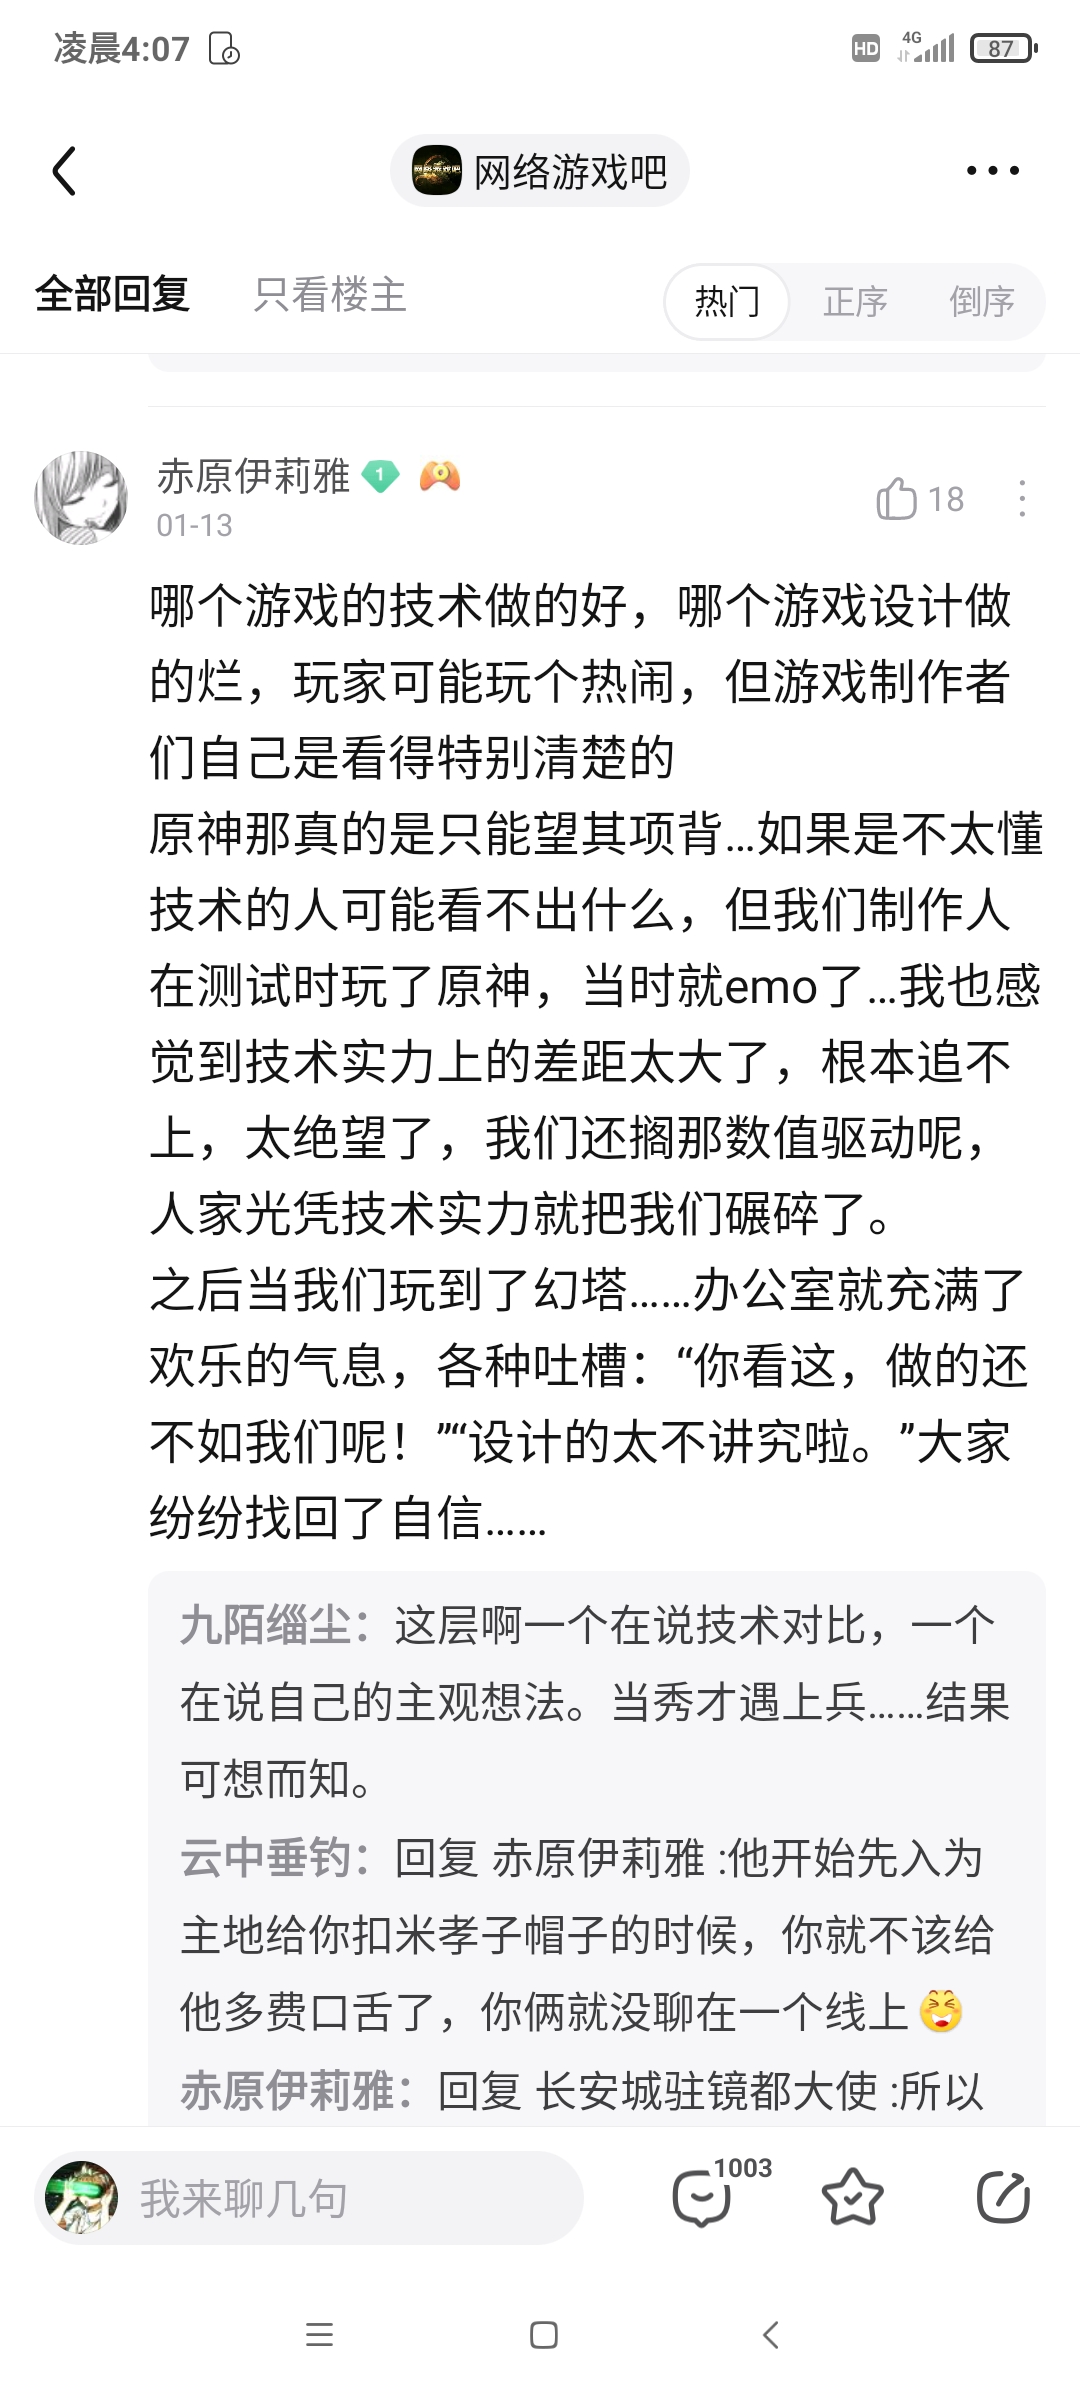 凌晨4:07
HD 4G 87
网络游戏吧
全部回复 只看楼主 热门 正序 倒序
赤原伊莉雅 1
01-13 18
哪个游戏的技术做的好，哪个游戏设计做
的烂，玩家可能玩个热闹，但游戏制作者
们自己是看得特别清楚的
原神那真的是只能望其项背...如果是不太懂
技术的人可能看不出什么，但我们制作人
在测试时玩了原神，当时就emo了...我也感
觉到技术实力上的差距太大了，根本追不
上，太绝望了，我们还搁那数值驱动呢，
人家光凭技术实力就把我们碾碎了。
之后当我们玩到了幻塔......办公室就充满了
欢乐的气息，各种吐槽：“你看这，做的还
不如我们呢！”“设计的太不讲究啦。”大家
纷纷找回了自信......
九陌缁尘：这层啊一个在说技术对比，一个
在说自己的主观想法。当秀才遇上兵......结果
可想而知。
云中垂钓：回复 赤原伊莉雅 :他开始先入为
主地给你扣米孝子帽子的时候，你就不该给
他多费口舌了，你俩就没聊在一个线上
赤原伊莉雅：回复 长安城驻镜都大使 :所以
我来聊几句 1003